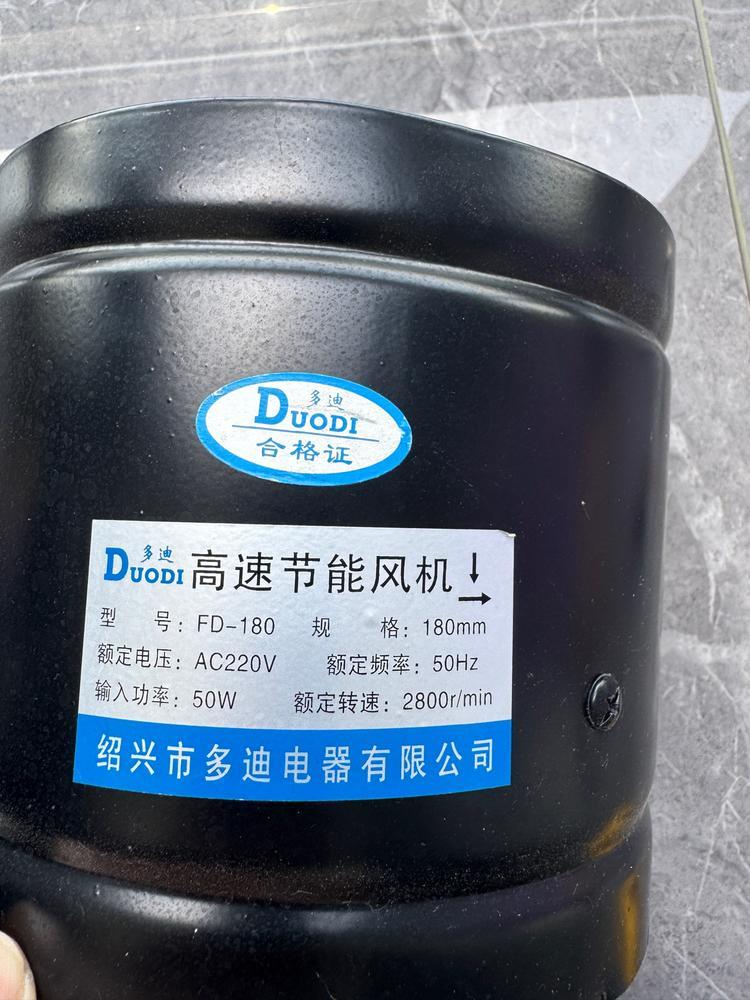 多迪
DUODI
合格证
多迪
DUODI 高速节能风机
型 号: FD-180 规 格: 180mm
额定电压: AC220V 额定频率: 50Hz
输入功率: 50W 额定转速: 2800r/min
绍兴市多迪电器有限公司